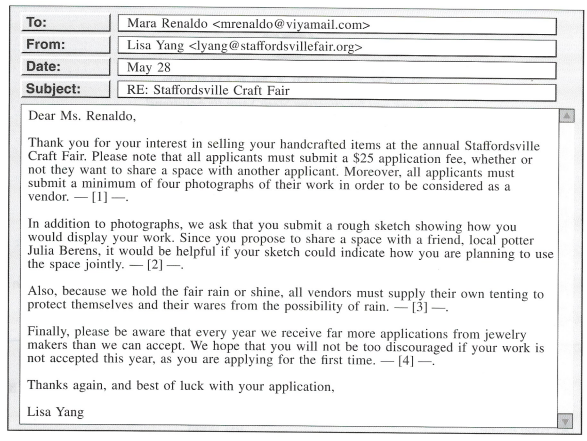 To: Mara Renaldo <mrenaldo@viyamail.com>
From: Lisa Yang <lyang@staffordsvillefair.org>
Date: May 28
Subject: RE: Staffordsville Craft Fair
Dear Ms. Renaldo,
Thank you for your interest in selling your handcrafted items at the annual Staffordsville
Craft Fair. Please note that all applicants must submit a $25 application fee, whether or
not they want to share a space with another applicant. Moreover, all applicants must
submit a minimum of four photographs of their work in order to be considered as a
vendor. — [1] —.
In addition to photographs, we ask that you submit a rough sketch showing how you
would display your work. Since you propose to share a space with a friend, local potter
Julia Berens, it would be helpful if your sketch could indicate how you are planning to use
the space jointly. — [2] —.
Also, because we hold the fair rain or shine, all vendors must supply their own tenting to
protect themselves and their wares from the possibility of rain. — [3] —.
Finally, please be aware that every year we receive far more applications from jewelry
makers than we can accept. We hope that you will not be too discouraged if your work is
not accepted this year, as you are applying for the first time. — [4] —.
Thanks again, and best of luck with your application,
Lisa Yang